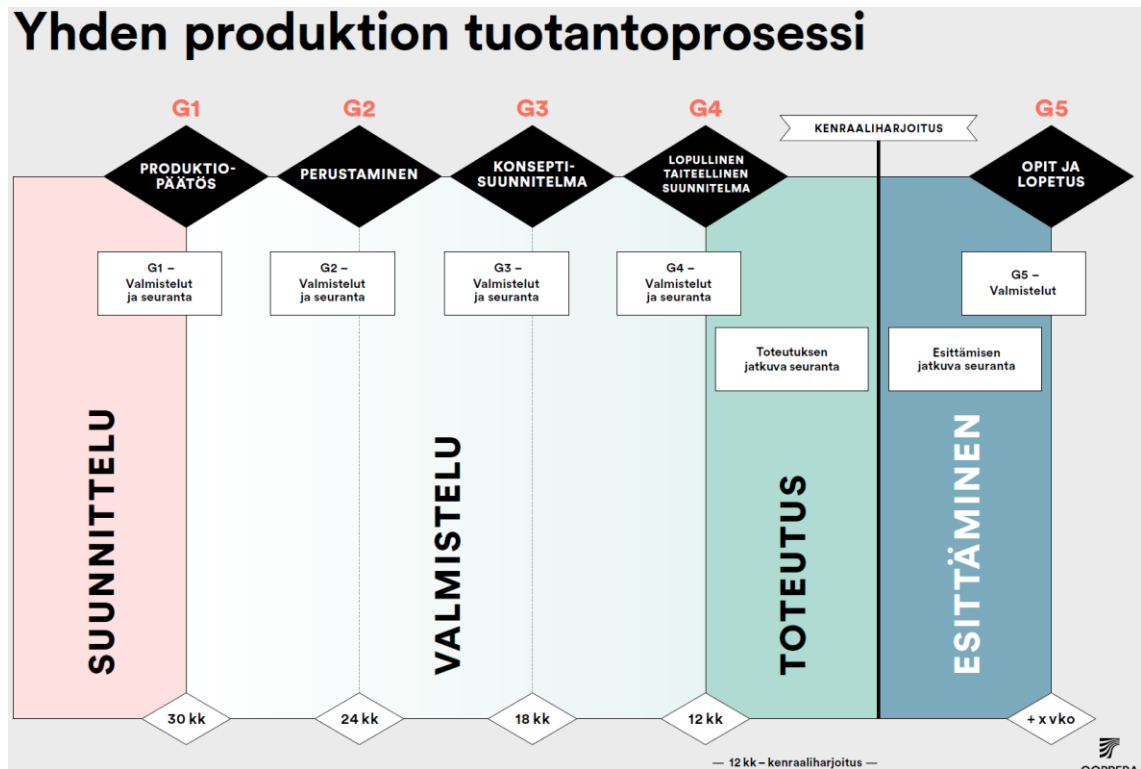 Yhden produktion tuotantoprosessi
G1
G2
G3
G4
G5
KENRAALIHARJOITUS
PRODUKTIO-
PÄÄTÖS
PERUSTAMINEN
KONSEPTI-
SUUNNITELMA
LOPULLINEN
TAITEELLINEN
SUUNNITELMA
OPIT JA
LOPETUS
G1 –
Valmistelut
ja seuranta
G2 –
Valmistelut
ja seuranta
G3 –
Valmistelut
ja seuranta
G4 –
Valmistelut
ja seuranta
G5 –
Valmistelut
Toteutuksen
jatkuva seuranta
Esittämisen
jatkuva seuranta
SUUNNITTELU
VALMISTELU
TOTEUTUS
ESITTÄMINEN
30 kk
24 kk
18 kk
12 kk
+ x vko
— 12 kk – kenraaliharjoitus —